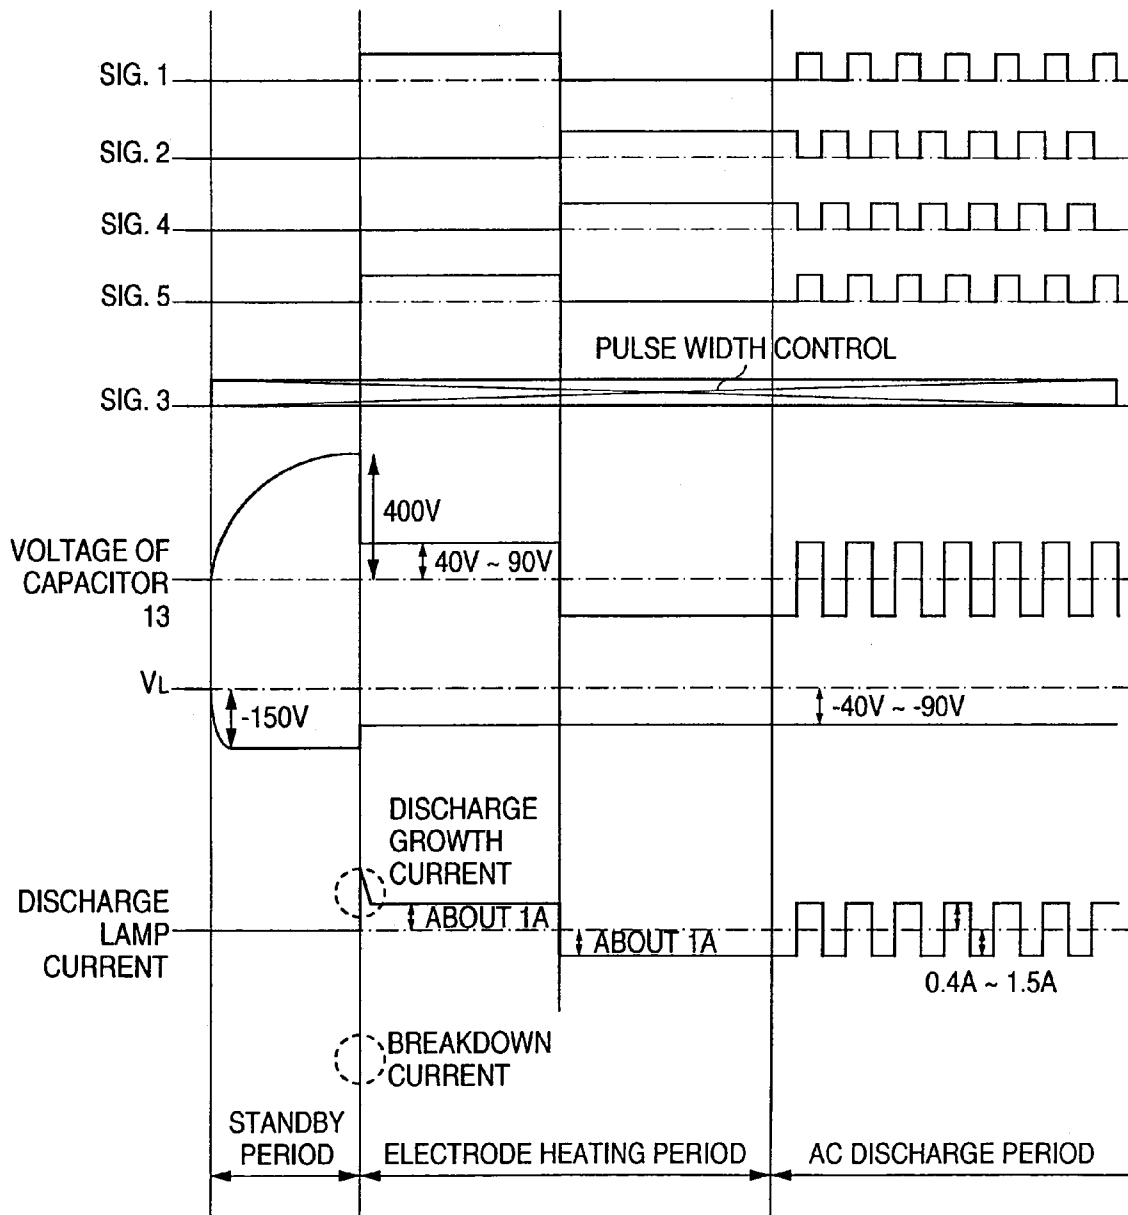 SIG. 1
SIG. 2
SIG. 4
SIG. 5
PULSE WIDTH CONTROL
SIG. 3
400V
VOLTAGE OF
CAPACITOR
13
40V ~ 90V
VL
-150V
-40V ~ -90V
DISCHARGE
GROWTH
CURRENT
DISCHARGE
LAMP
CURRENT
ABOUT 1A
ABOUT 1A
0.4A ~ 1.5A
BREAKDOWN
CURRENT
STANDBY
PERIOD
ELECTRODE HEATING PERIOD
AC DISCHARGE PERIOD